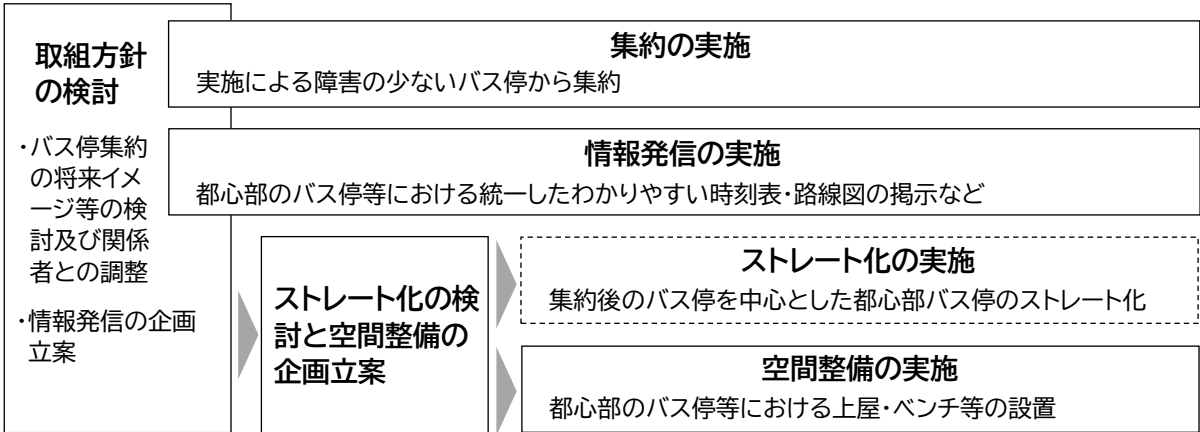 取組方針
の検討
・バス停集約
の将来イメ
ージ等の検
討及び関係
者との調整
・情報発信の企画
立案
集約の実施
実施による障害の少ないバス停から集約
情報発信の実施
都心部のバス停等における統一したわかりやすい時刻表・路線図の掲示など
ストレート化の検
討と空間整備の
企画立案
ストレート化の実施
集約後のバス停を中心とした都心部バス停のストレート化
空間整備の実施
都心部のバス停等における上屋・ベンチ等の設置